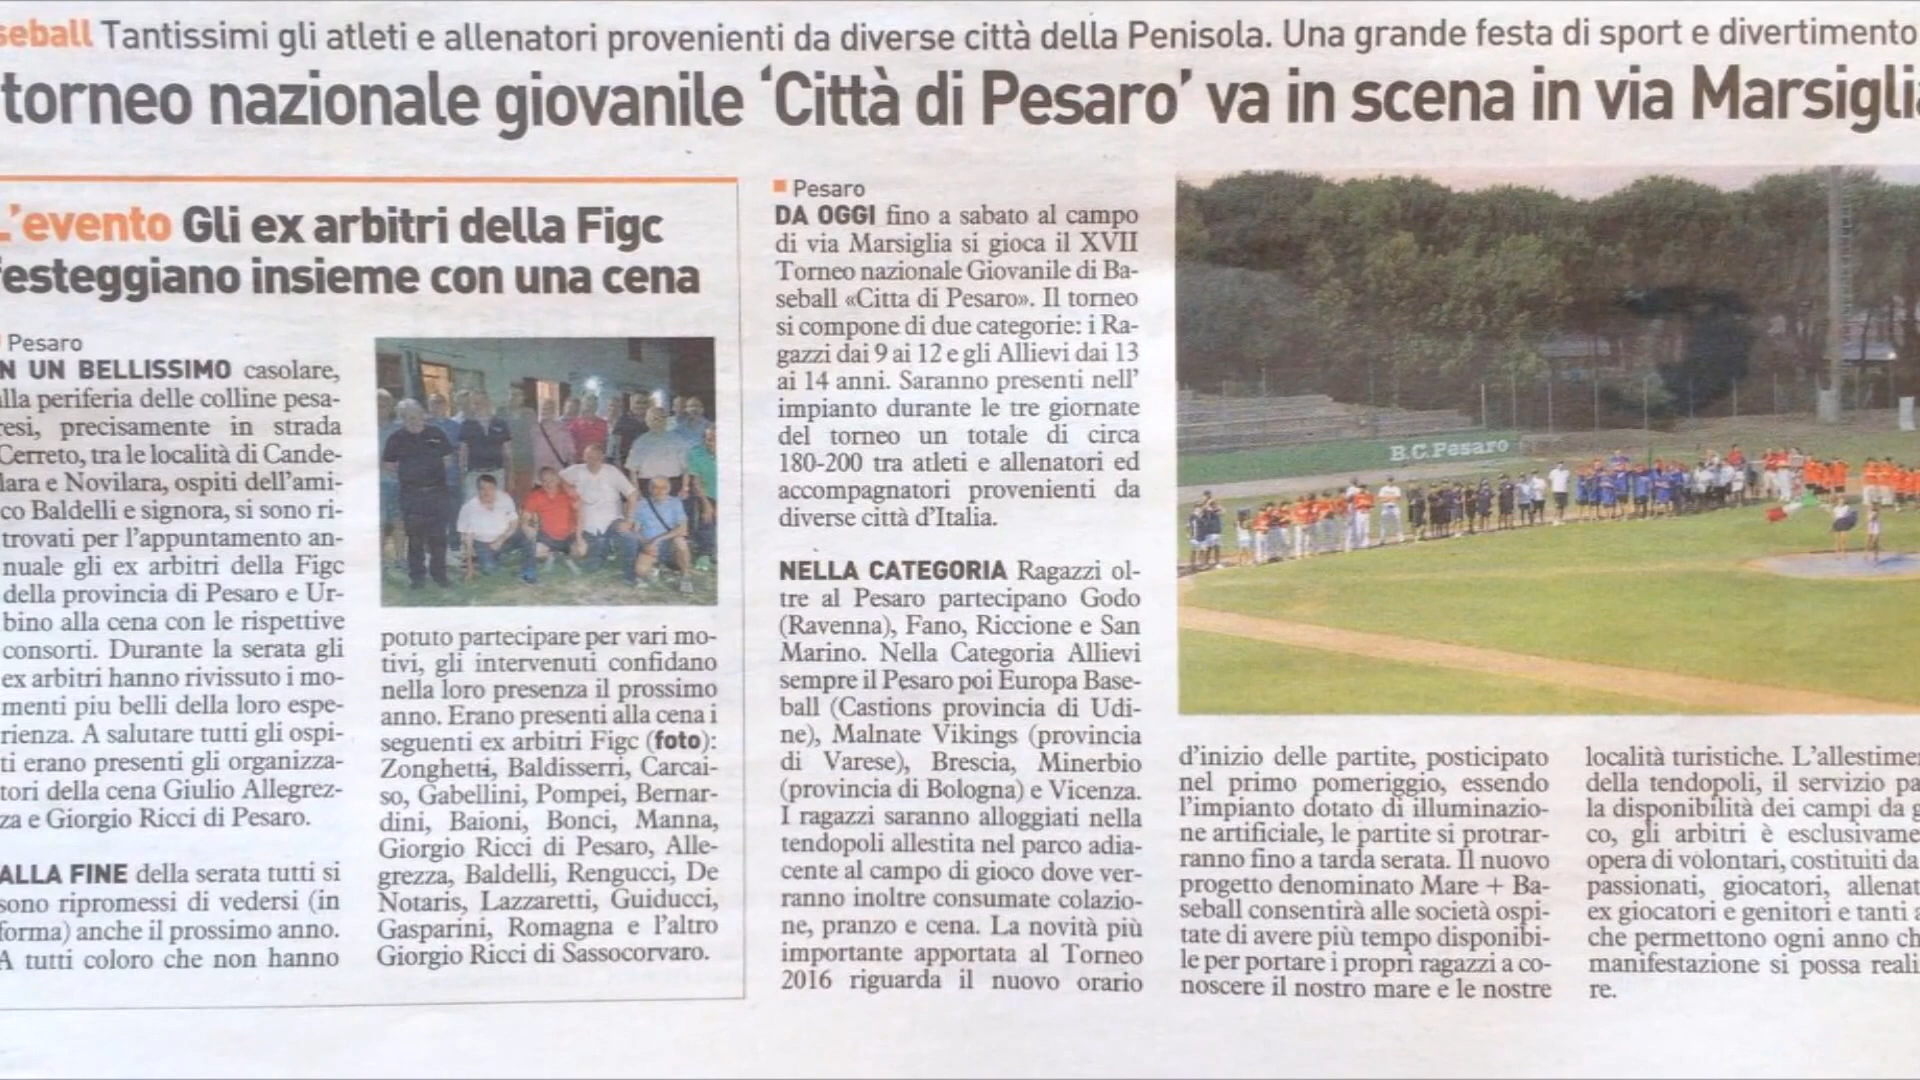 seball Tantissimi gli atleti e allenatori provenienti da diverse città della Penisola. Una grande festa di sport e divertimento
torneo nazionale giovanile ‘Città di Pesaro’ va in scena in via Marsiglia
L'evento Gli ex arbitri della Figc
festeggiano insieme con una cena
Pesaro
N UN BELLISSIMO casolare,
alla periferia delle colline pesa-
resi, precisamente in strada
Cerreto, tra le località di Cande-
lara e Novilara, ospiti dell'ami-
co Baldelli e signora, si sono ri-
trovati per l'appuntamento an-
nuale gli ex arbitri della Figc
della provincia di Pesaro e Ur-
bino alla cena con le rispettive
consorti. Durante la serata gli
ex arbitri hanno rivissuto i mo-
menti piu belli della loro espe-
rienza. A salutare tutti gli ospi-
ti erano presenti gli organizza-
tori della cena Giulio Allegrez-
za e Giorgio Ricci di Pesaro.
ALLA FINE della serata tutti si
sono ripromessi di vedersi (in
forma) anche il prossimo anno.
A tutti coloro che non hanno
potuto partecipare per vari mo-
tivi, gli intervenuti confidano
nella loro presenza il prossimo
anno. Erano presenti alla cena i
seguenti ex arbitri Figc (foto):
Zonghetti, Baldisserri, Carcai-
so, Gabellini, Pompei, Bernar-
dini, Baioni, Bonci, Manna,
Giorgio Ricci di Pesaro, Alle-
grezza, Baldelli, Rengucci, De
Notaris, Lazzaretti, Guiducci,
Gasparini, Romagna e l'altro
Giorgio Ricci di Sassocorvaro.
Pesaro
DA OGGI fino a sabato al campo
di via Marsiglia si gioca il XVII
Torneo nazionale Giovanile di Ba-
seball «Citta di Pesaro». Il torneo
si compone di due categorie: i Ra-
gazzi dai 9 ai 12 e gli Allievi dai 13
ai 14 anni. Saranno presenti nell'
impianto durante le tre giornate
del torneo un totale di circa
180-200 tra atleti e allenatori ed
accompagnatori provenienti da
diverse città d'Italia.
NELLA CATEGORIA Ragazzi ol-
tre al Pesaro partecipano Godo
(Ravenna), Fano, Riccione e San
Marino. Nella Categoria Allievi
sempre il Pesaro poi Europa Base-
ball (Castions provincia di Udi-
ne), Malnate Vikings (provincia
di Varese), Brescia, Minerbio
(provincia di Bologna) e Vicenza.
I ragazzi saranno alloggiati nella
tendopoli allestita nel parco adia-
cente al campo di gioco dove ver-
ranno inoltre consumate colazio-
ne, pranzo e cena. La novità più
importante apportata al Torneo
2016 riguarda il nuovo orario
B.C. Pesaro
d'inizio delle partite, posticipato
nel primo pomeriggio, essendo
l'impianto dotato di illuminazio-
ne artificiale, le partite si protrar-
ranno fino a tarda serata. Il nuovo
progetto denominato Mare + Ba-
seball consentirà alle società ospi-
tate di avere più tempo disponibi-
le per portare i propri ragazzi a co-
noscere il nostro mare e le nostre
località turistiche. L'allestime
della tendopoli, il servizio pa
la disponibilità dei campi da g
co, gli arbitri è esclusivame
opera di volontari, costituiti da
passionati, giocatori, allenat
ex giocatori e genitori e tanti a
che permettono ogni anno ch
manifestazione si possa reali
re.